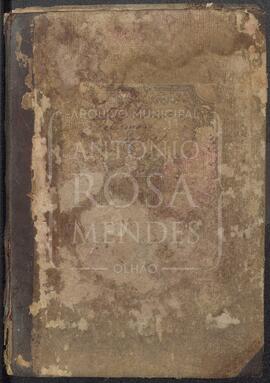 ARQUIVO MUNICIPAL
ANTÓNIO
ROSA
MENDES
OLHÃO